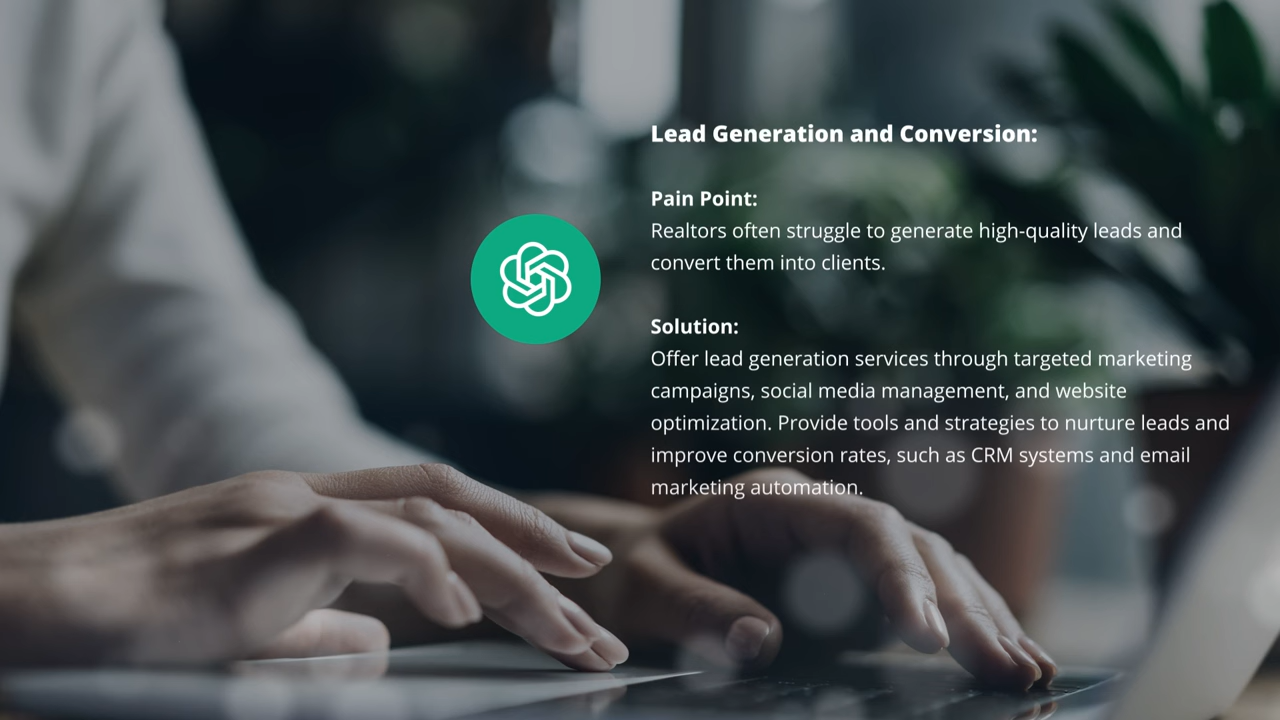 Lead Generation and Conversion:
Pain Point:
Realtors often struggle to generate high-quality leads and
convert them into clients.
Solution:
Offer lead generation services through targeted marketing
campaigns, social media management, and website
optimization. Provide tools and strategies to nurture leads and
improve conversion rates, such as CRM systems and email
marketing automation.